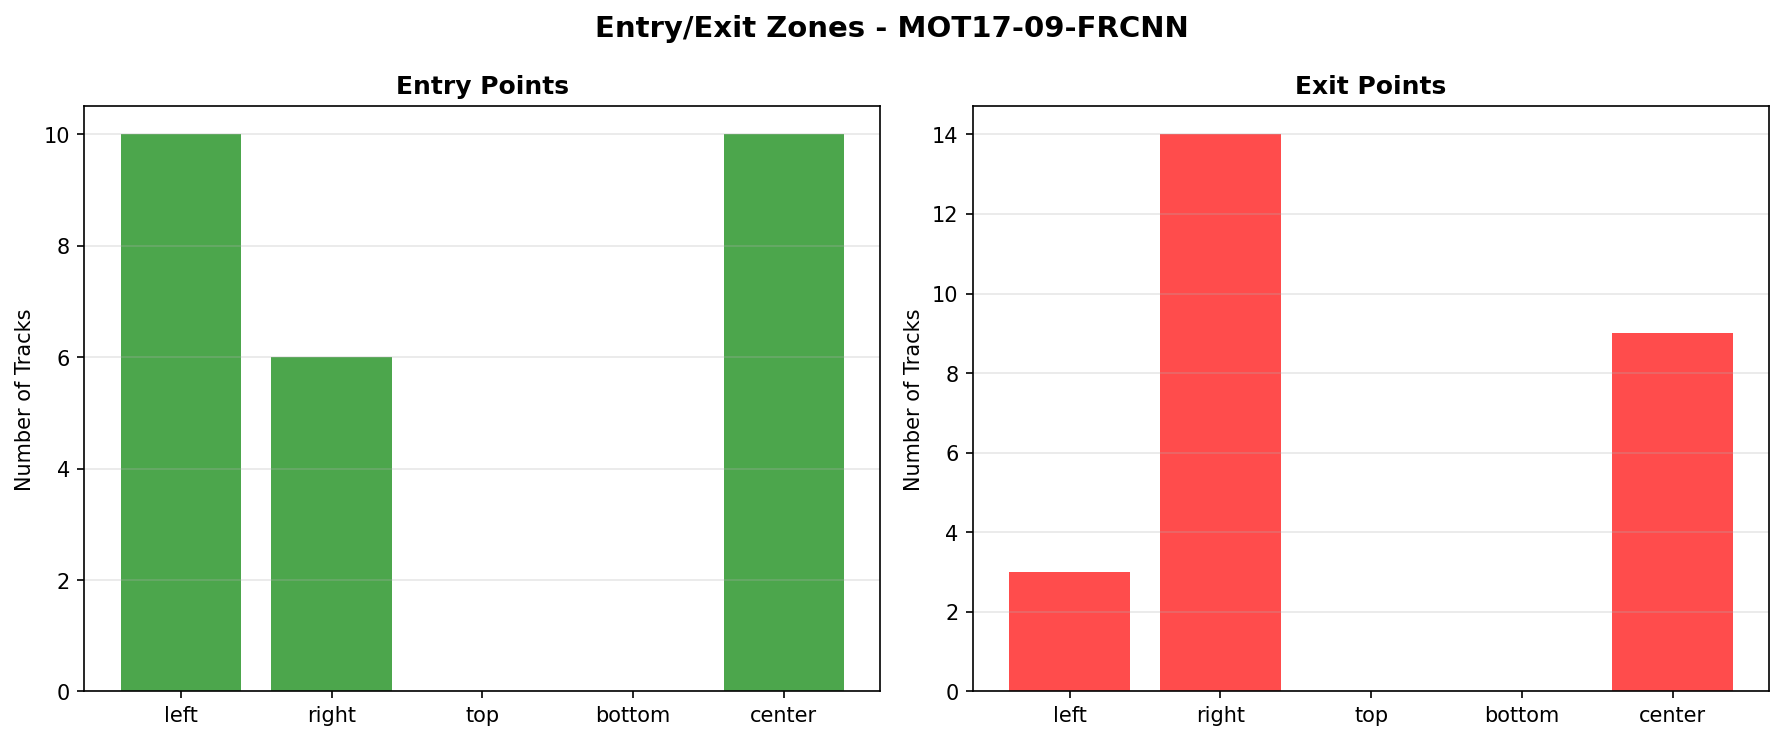 Entry/Exit Zones - MOT17-09-FRCNN
Entry Points
Number of Tracks
10
8
6
4
2
0
left right top bottom center
Exit Points
Number of Tracks
14
12
10
8
6
4
2
0
left right top bottom center